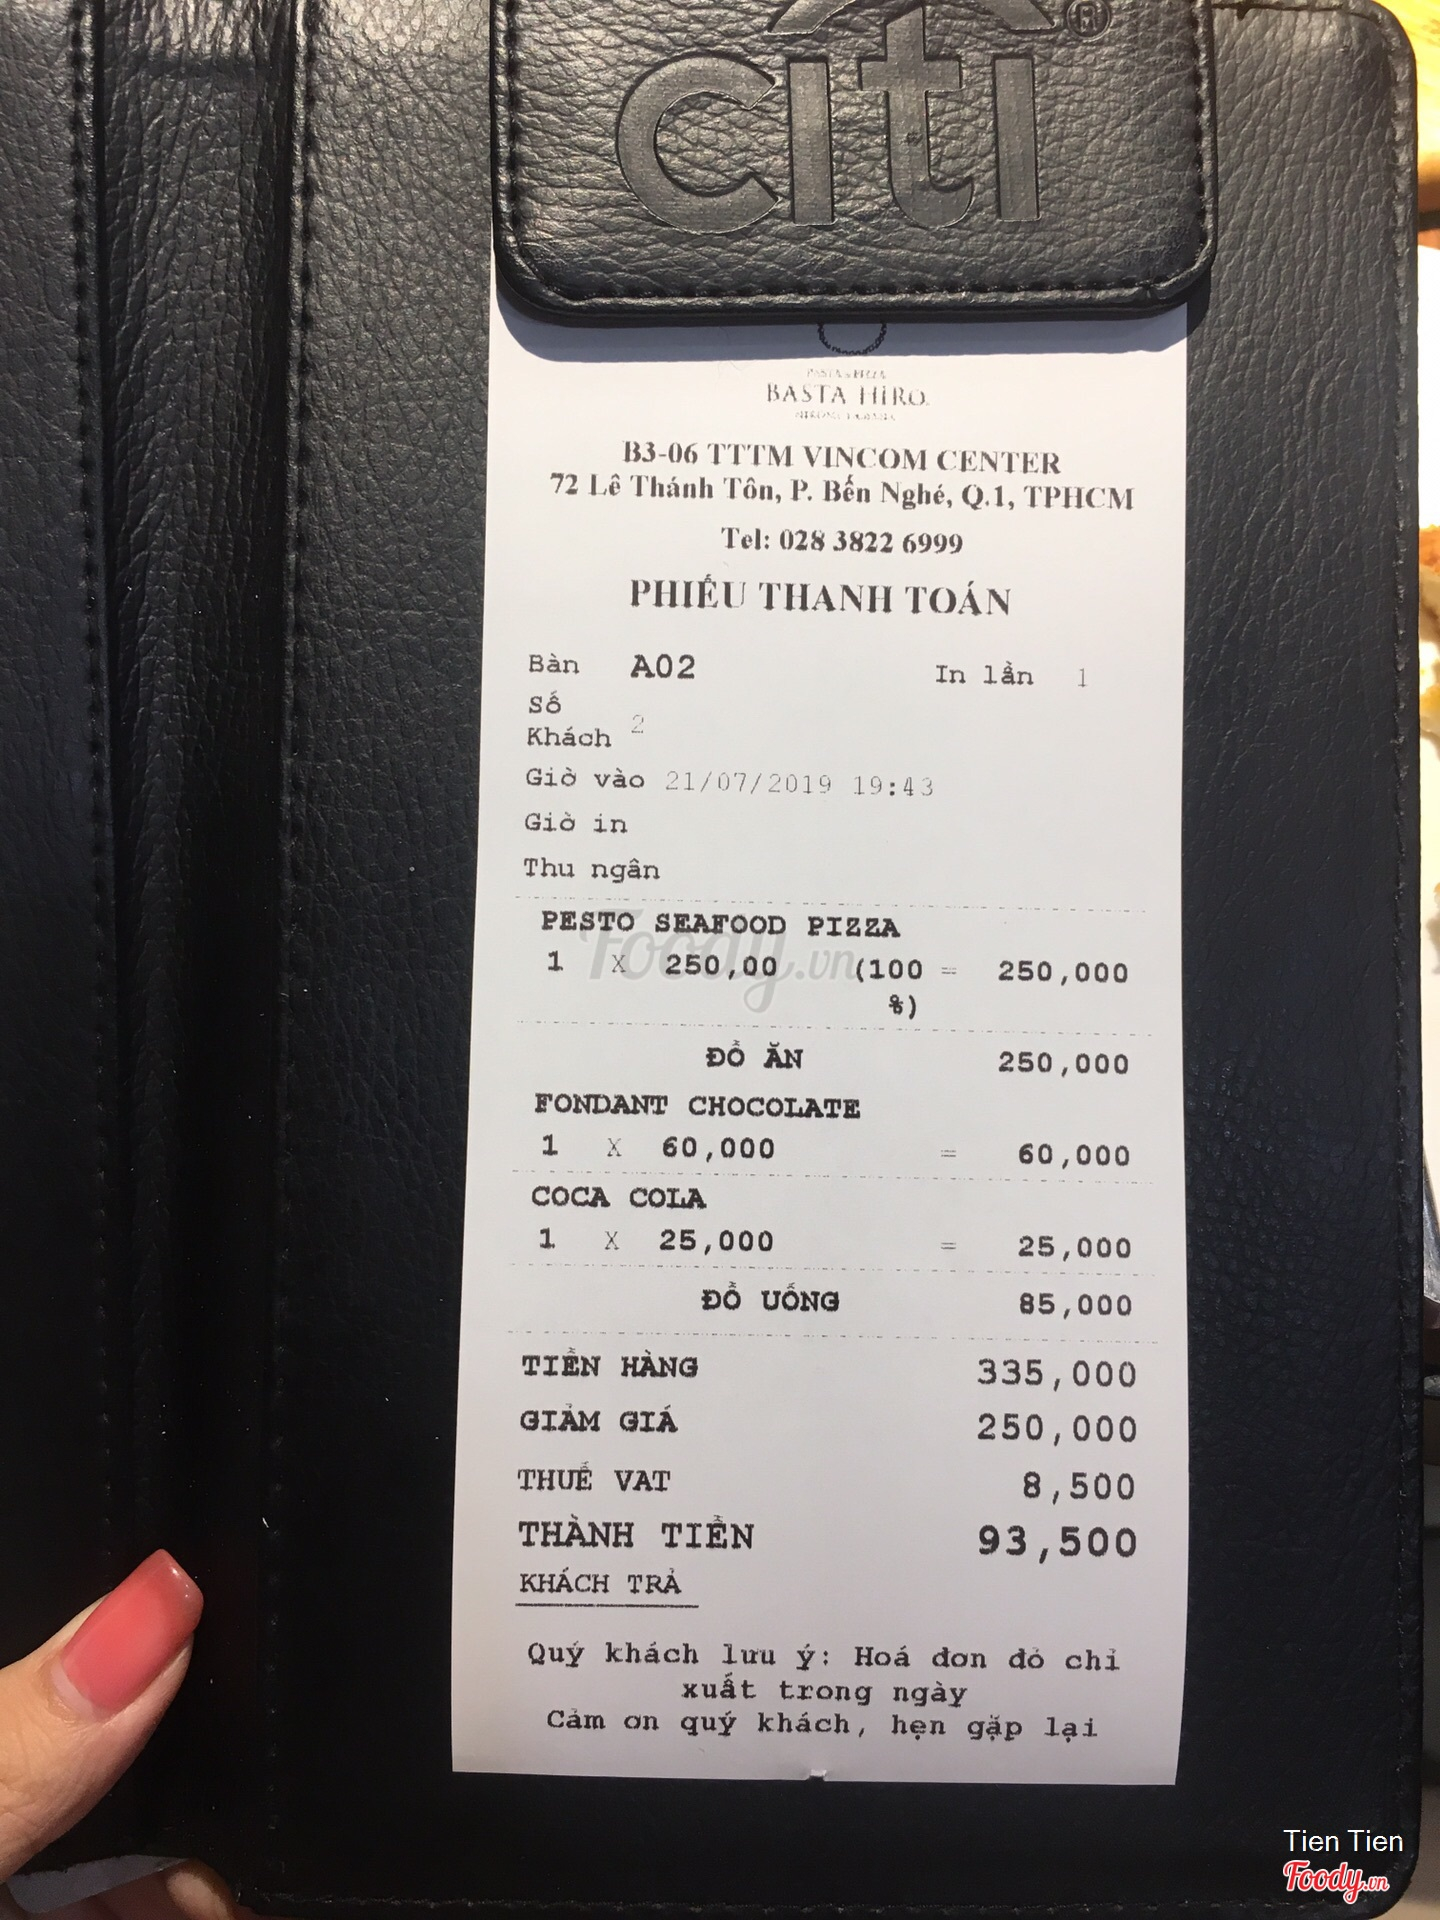 citi®
PASTA & PIZZA
BASTA HIRO.
B3-06 TTTM VINCOM CENTER
72 Lê Thánh Tôn, P. Bến Nghé, Q.1, TPHCM
Tel: 028 3822 6999
PHIẾU THANH TOÁN
Bàn A02 In lần 1
Số
Khách 2
Giờ vào 21/07/2019 19:43
Giờ in
Thu ngân
PESTO SEAFOOD PIZZA
1 X 250,00 (100 = 250,000
%)
ĐỒ ĂN 250,000
FONDANT CHOCOLATE
1 X 60,000 = 60,000
COCA COLA
1 X 25,000 = 25,000
ĐỒ UỐNG 85,000
TIỀN HÀNG 335,000
GIẢM GIÁ 250,000
THUẾ VAT 8,500
THÀNH TIỀN 93,500
KHÁCH TRẢ
Quý khách lưu ý: Hoá đơn đỏ chỉ
xuất trong ngày
Cảm ơn quý khách, hẹn gặp lại
Foody.vn
Tien Tien
Foody.vn